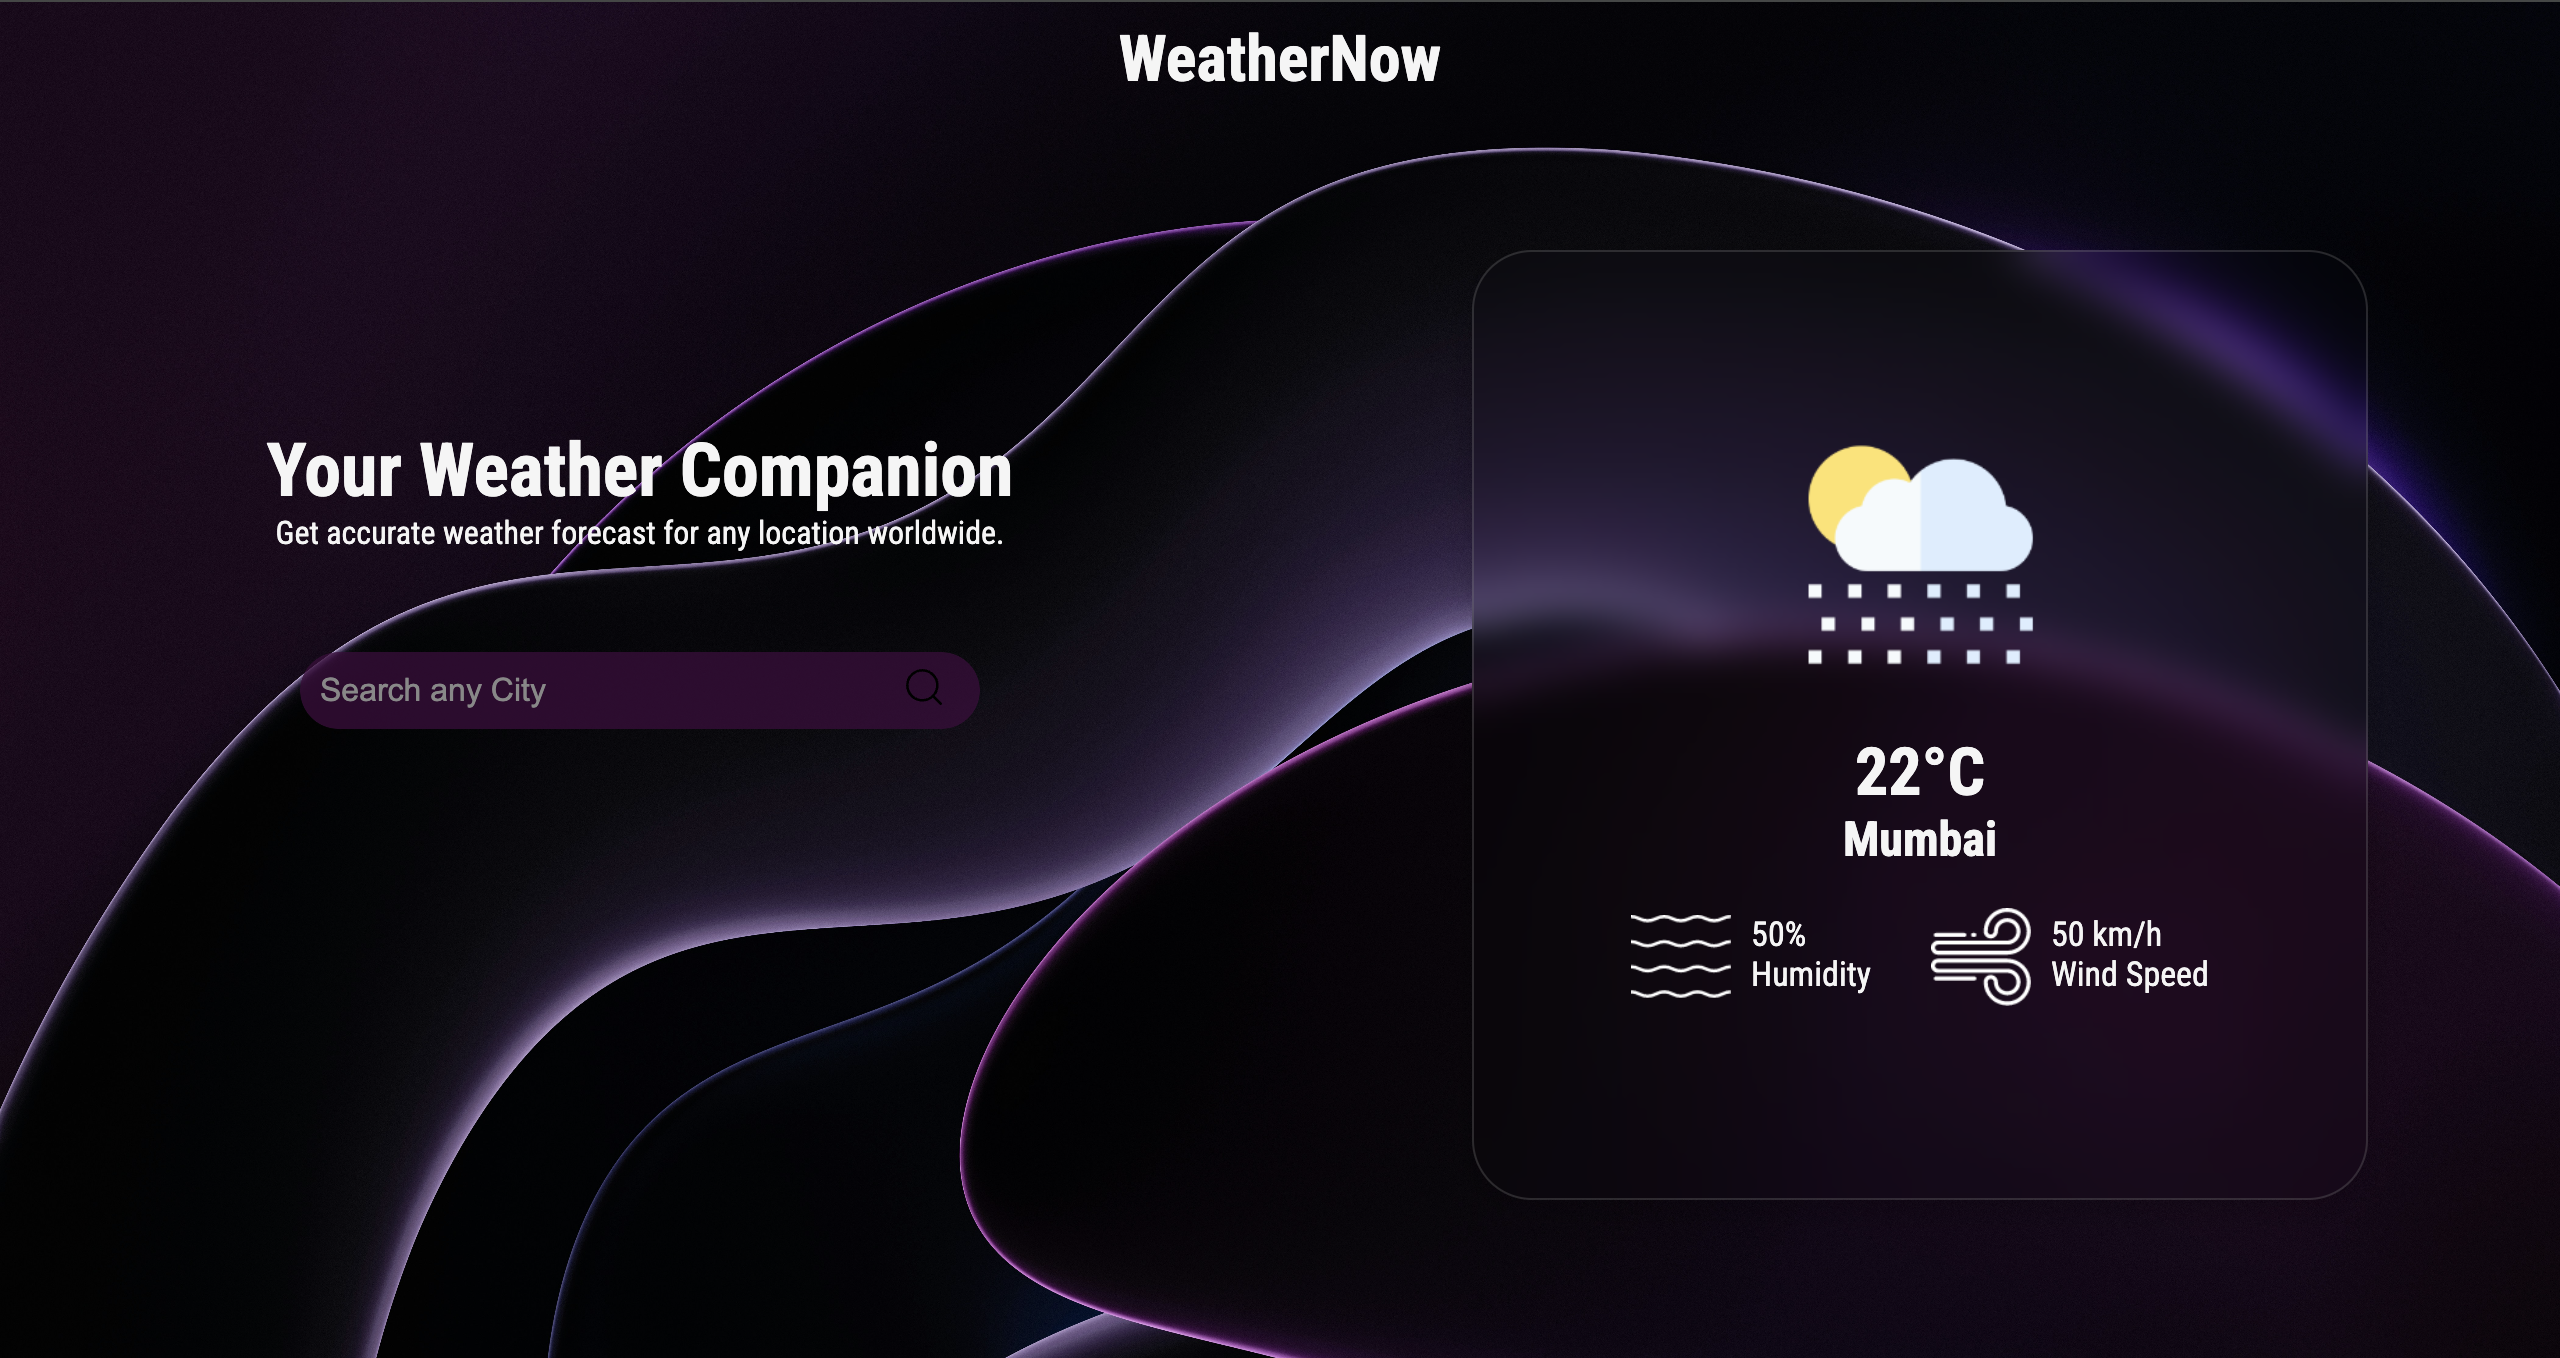 WeatherNow
Your Weather Companion
Get accurate weather forecast for any location worldwide.
Search any City
22°C
Mumbai
50%
Humidity
50 km/h
Wind Speed